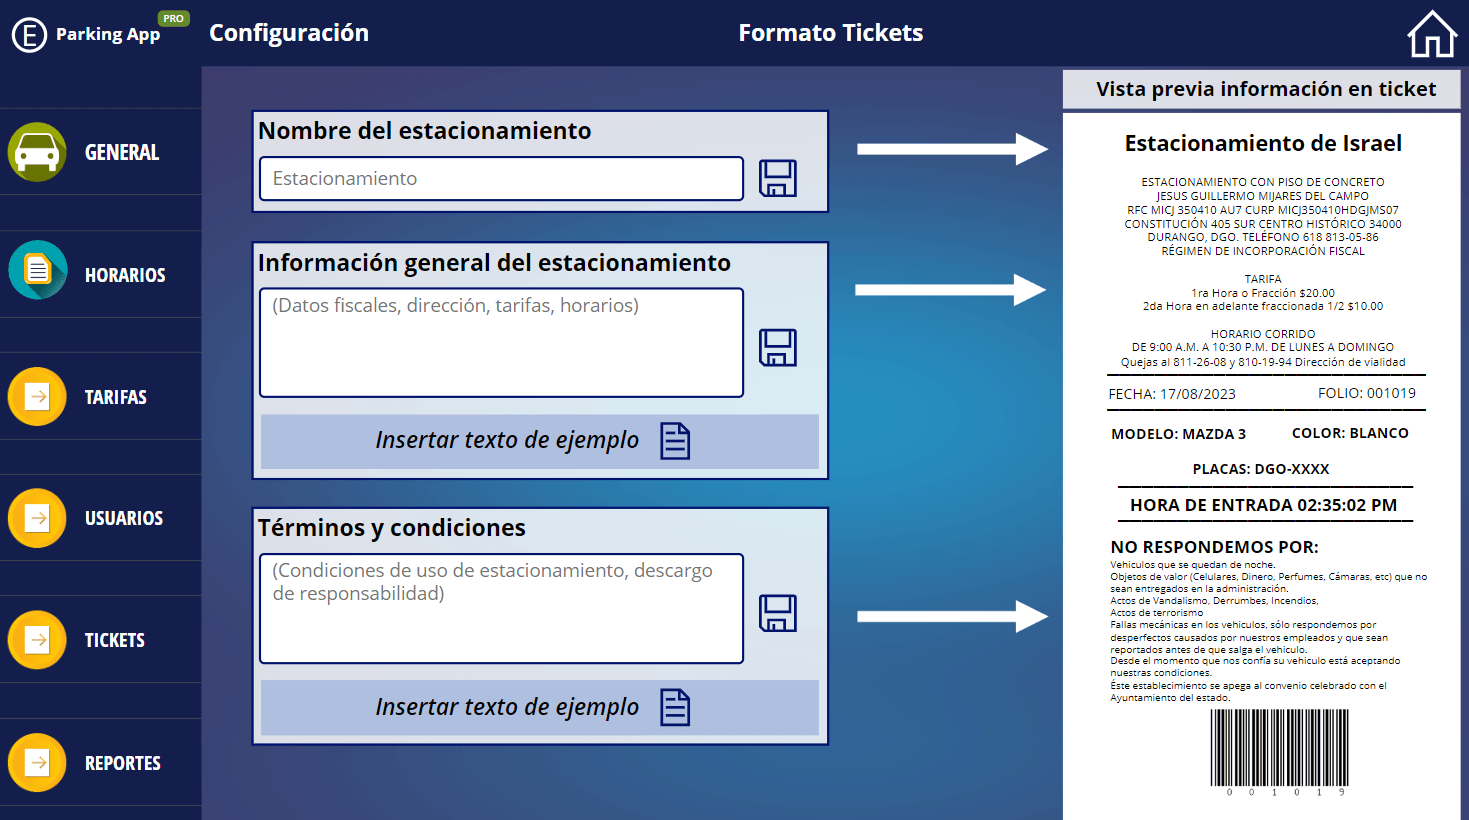 E Parking App PRO
Configuración
Formato Tickets
GENERAL
HORARIOS
TARIFAS
USUARIOS
TICKETS
REPORTES
Nombre del estacionamiento
Estacionamiento
Información general del estacionamiento
(Datos fiscales, dirección, tarifas, horarios)
Insertar texto de ejemplo
Términos y condiciones
(Condiciones de uso de estacionamiento, descargo
de responsabilidad)
Insertar texto de ejemplo
Vista previa información en ticket
Estacionamiento de Israel
ESTACIONAMIENTO CON PISO DE CONCRETO
JESUS GUILLERMO MIJARES DEL CAMPO
RFC MICJ 350410 AU7 CURP MICJ350410HDGJMS07
CONSTITUCIÓN 405 SUR CENTRO HISTÓRICO 34000
DURANGO, DGO. TELÉFONO 618 813-05-86
RÉGIMEN DE INCORPORACIÓN FISCAL
TARIFA
1ra Hora o Fracción $20.00
2da Hora en adelante fraccionada 1/2 $10.00
HORARIO CORRIDO
DE 9:00 A.M. A 10:30 P.M. DE LUNES A DOMINGO
Quejas al 811-26-08 y 810-19-94 Dirección de vialidad
FECHA: 17/08/2023 FOLIO: 001019
MODELO: MAZDA 3 COLOR: BLANCO
PLACAS: DGO-XXXX
HORA DE ENTRADA 02:35:02 PM
NO RESPONDEMOS POR:
Vehiculos que se quedan de noche.
Objetos de valor (Celulares, Dinero, Perfumes, Cámaras, etc) que no
sean entregados en la administración.
Actos de Vandalismo, Derrumbes, Incendios,
Actos de terrorismo
Fallas mecánicas en los vehiculos, sólo respondemos por
desperfectos causados por nuestros empleados y que sean
reportados antes de que salga el vehiculo.
Desde el momento que nos confía su vehiculo está aceptando
nuestras condiciones.
Éste establecimiento se apega al convenio celebrado con el
Ayuntamiento del estado.
0 0 1 0 1 9